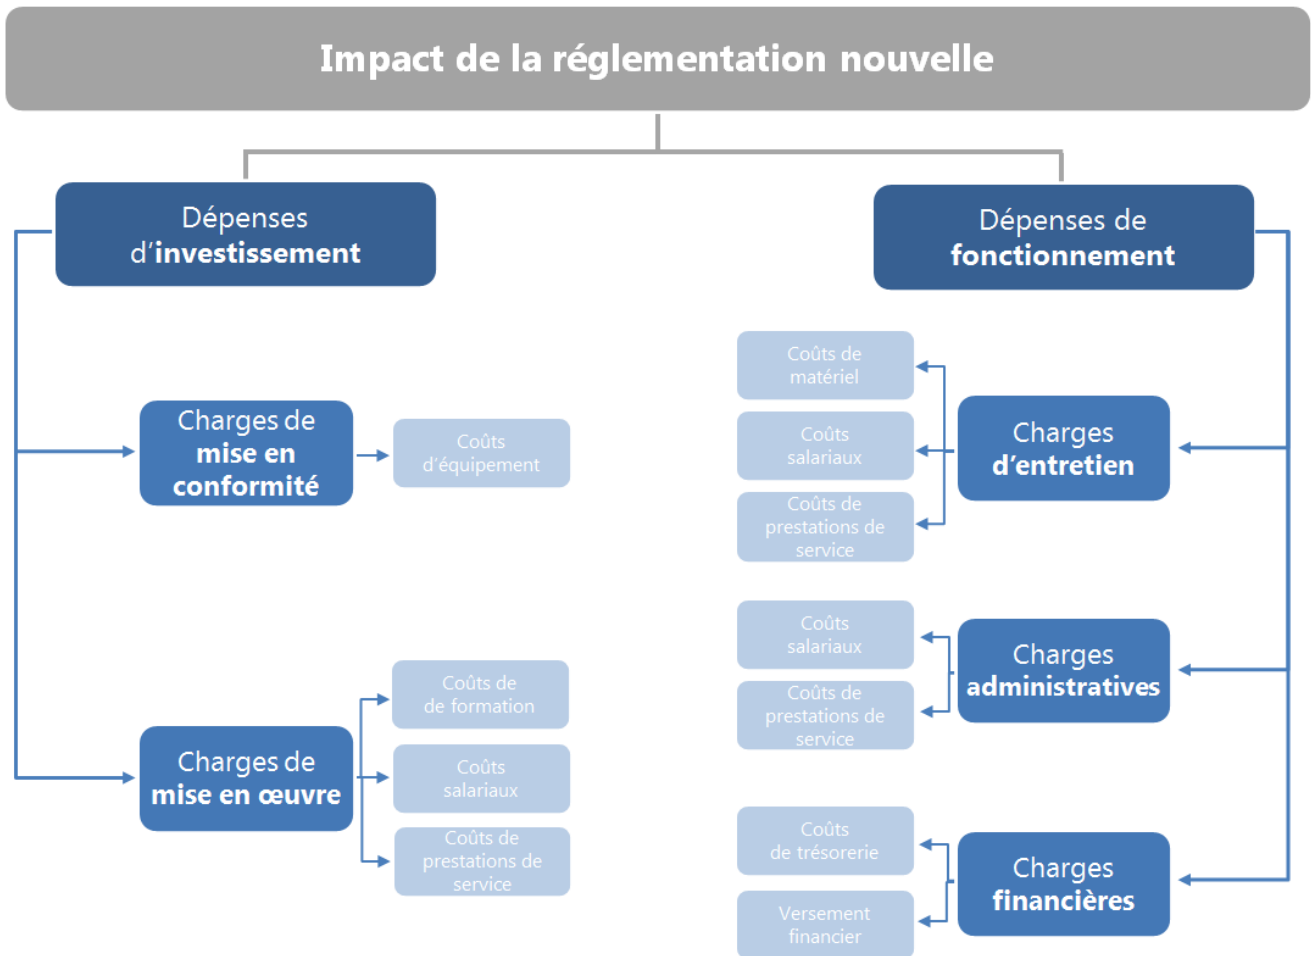 Impact de la réglementation nouvelle
Dépenses
d'investissement
Charges de
mise en
conformité
Coûts
d'équipement
Charges de
mise en œuvre
Coûts de
de formation
Coûts
salariaux
Coûts de
prestations de
service
Dépenses de
fonctionnement
Charges
d'entretien
Coûts de
matériel
Coûts
salariaux
Coûts de
prestations de
service
Charges
administratives
Coûts
salariaux
Coûts de
prestations de
service
Charges
financières
Coûts
de trésorerie
Versement
financier